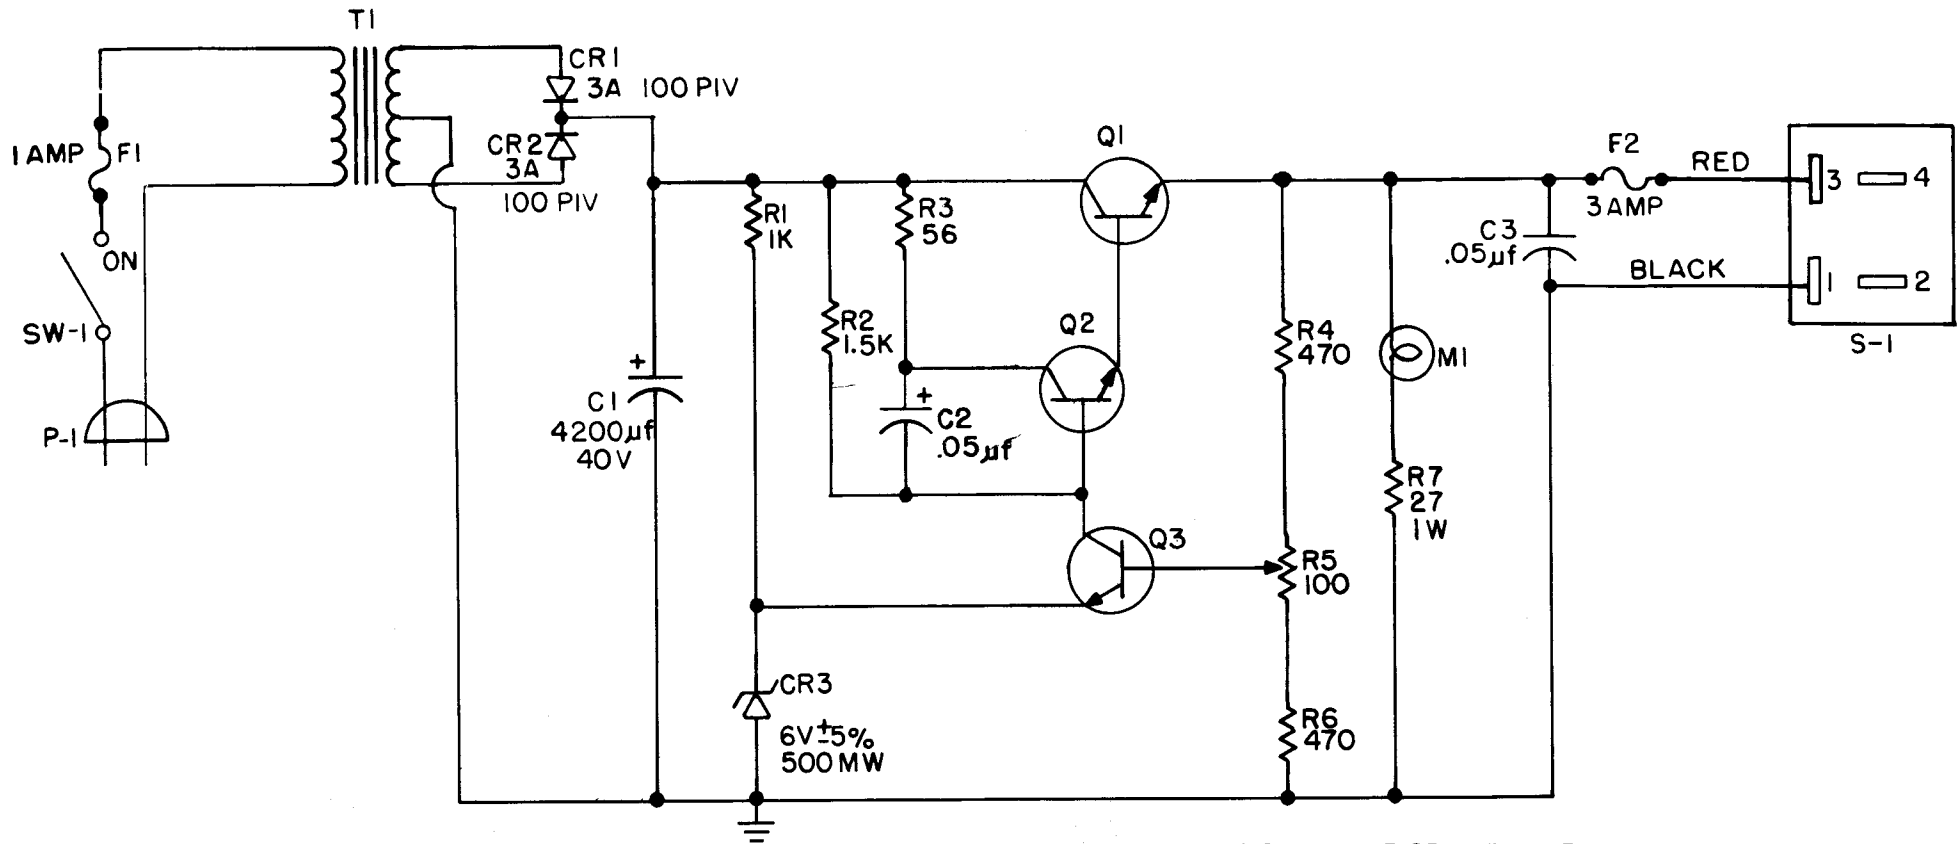 T1
CR1
3A 100 PIV
CR2
3A
100 PIV
1 AMP F1
ON
SW-1
P-1
+
C1
4200µf
40V
R1
1K
R2
1.5K
R3
56
+
C2
.05µf
Q1
Q2
Q3
CR3
6V±5%
500MW
R4
470
R5
100
R6
470
M1
R7
27
1W
C3
.05µf
F2
3 AMP
RED
BLACK
3 4
1 2
S-1